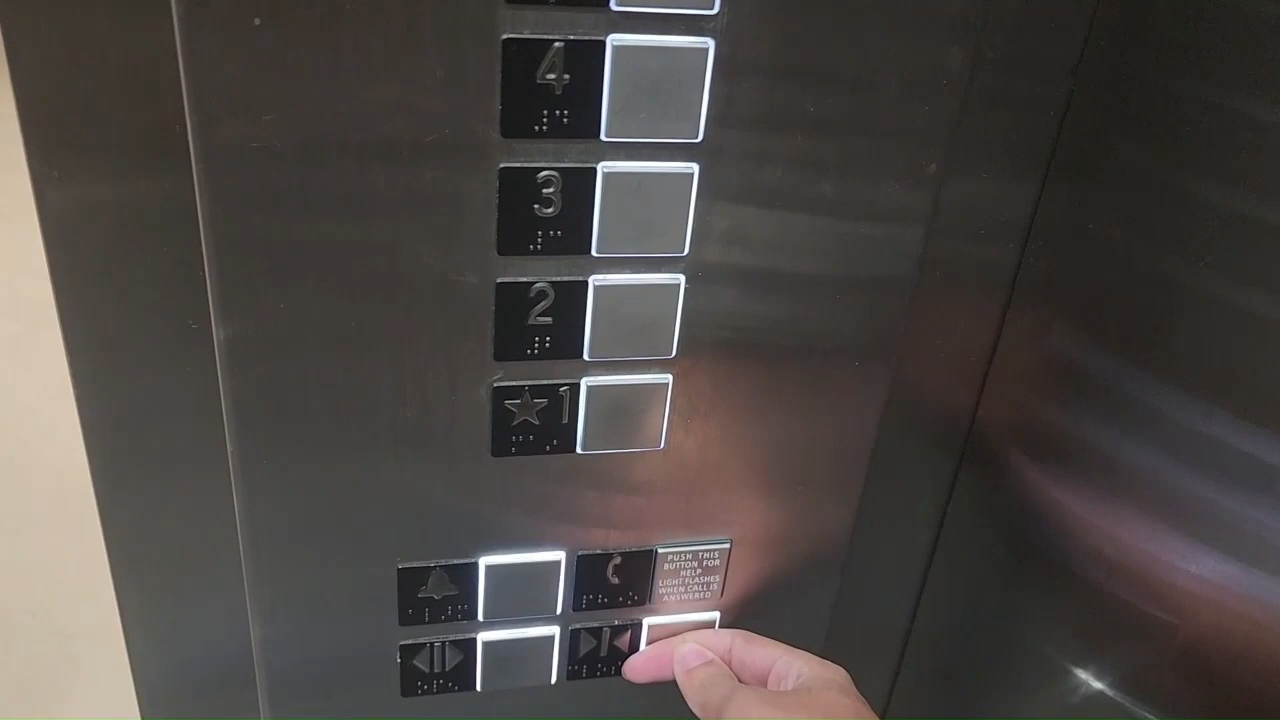 4
3
2
★1
PUSH THIS
BUTTON FOR
HELP
LIGHT FLASHES
WHEN CALL IS
ANSWERED